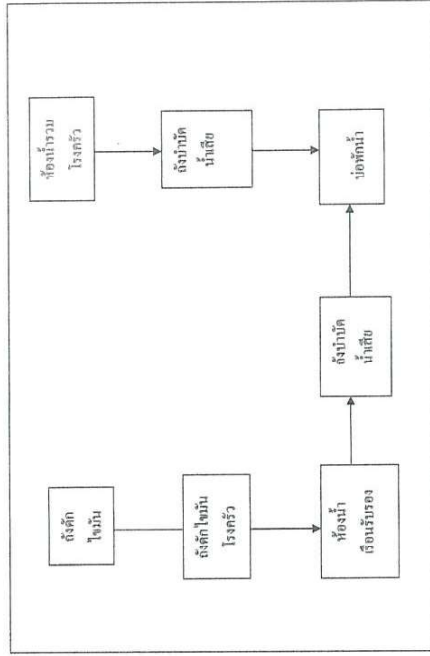 ถังดัก
ไขมัน
ถังดักไขมัน
โรงครัว
ห้องน้ำ
เรือนรับรอง
ถังบำบัด
น้ำเสีย
ห้องน้ำรวม
โรงครัว
ถังบำบัด
น้ำเสีย
บ่อพักน้ำ